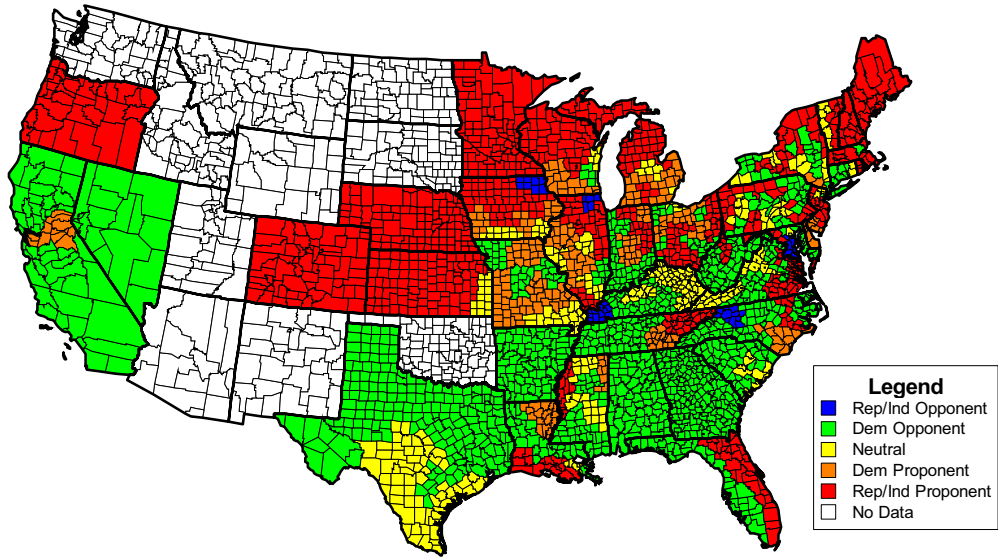 Legend
Rep/Ind Opponent
Dem Opponent
Neutral
Dem Proponent
Rep/Ind Proponent
No Data